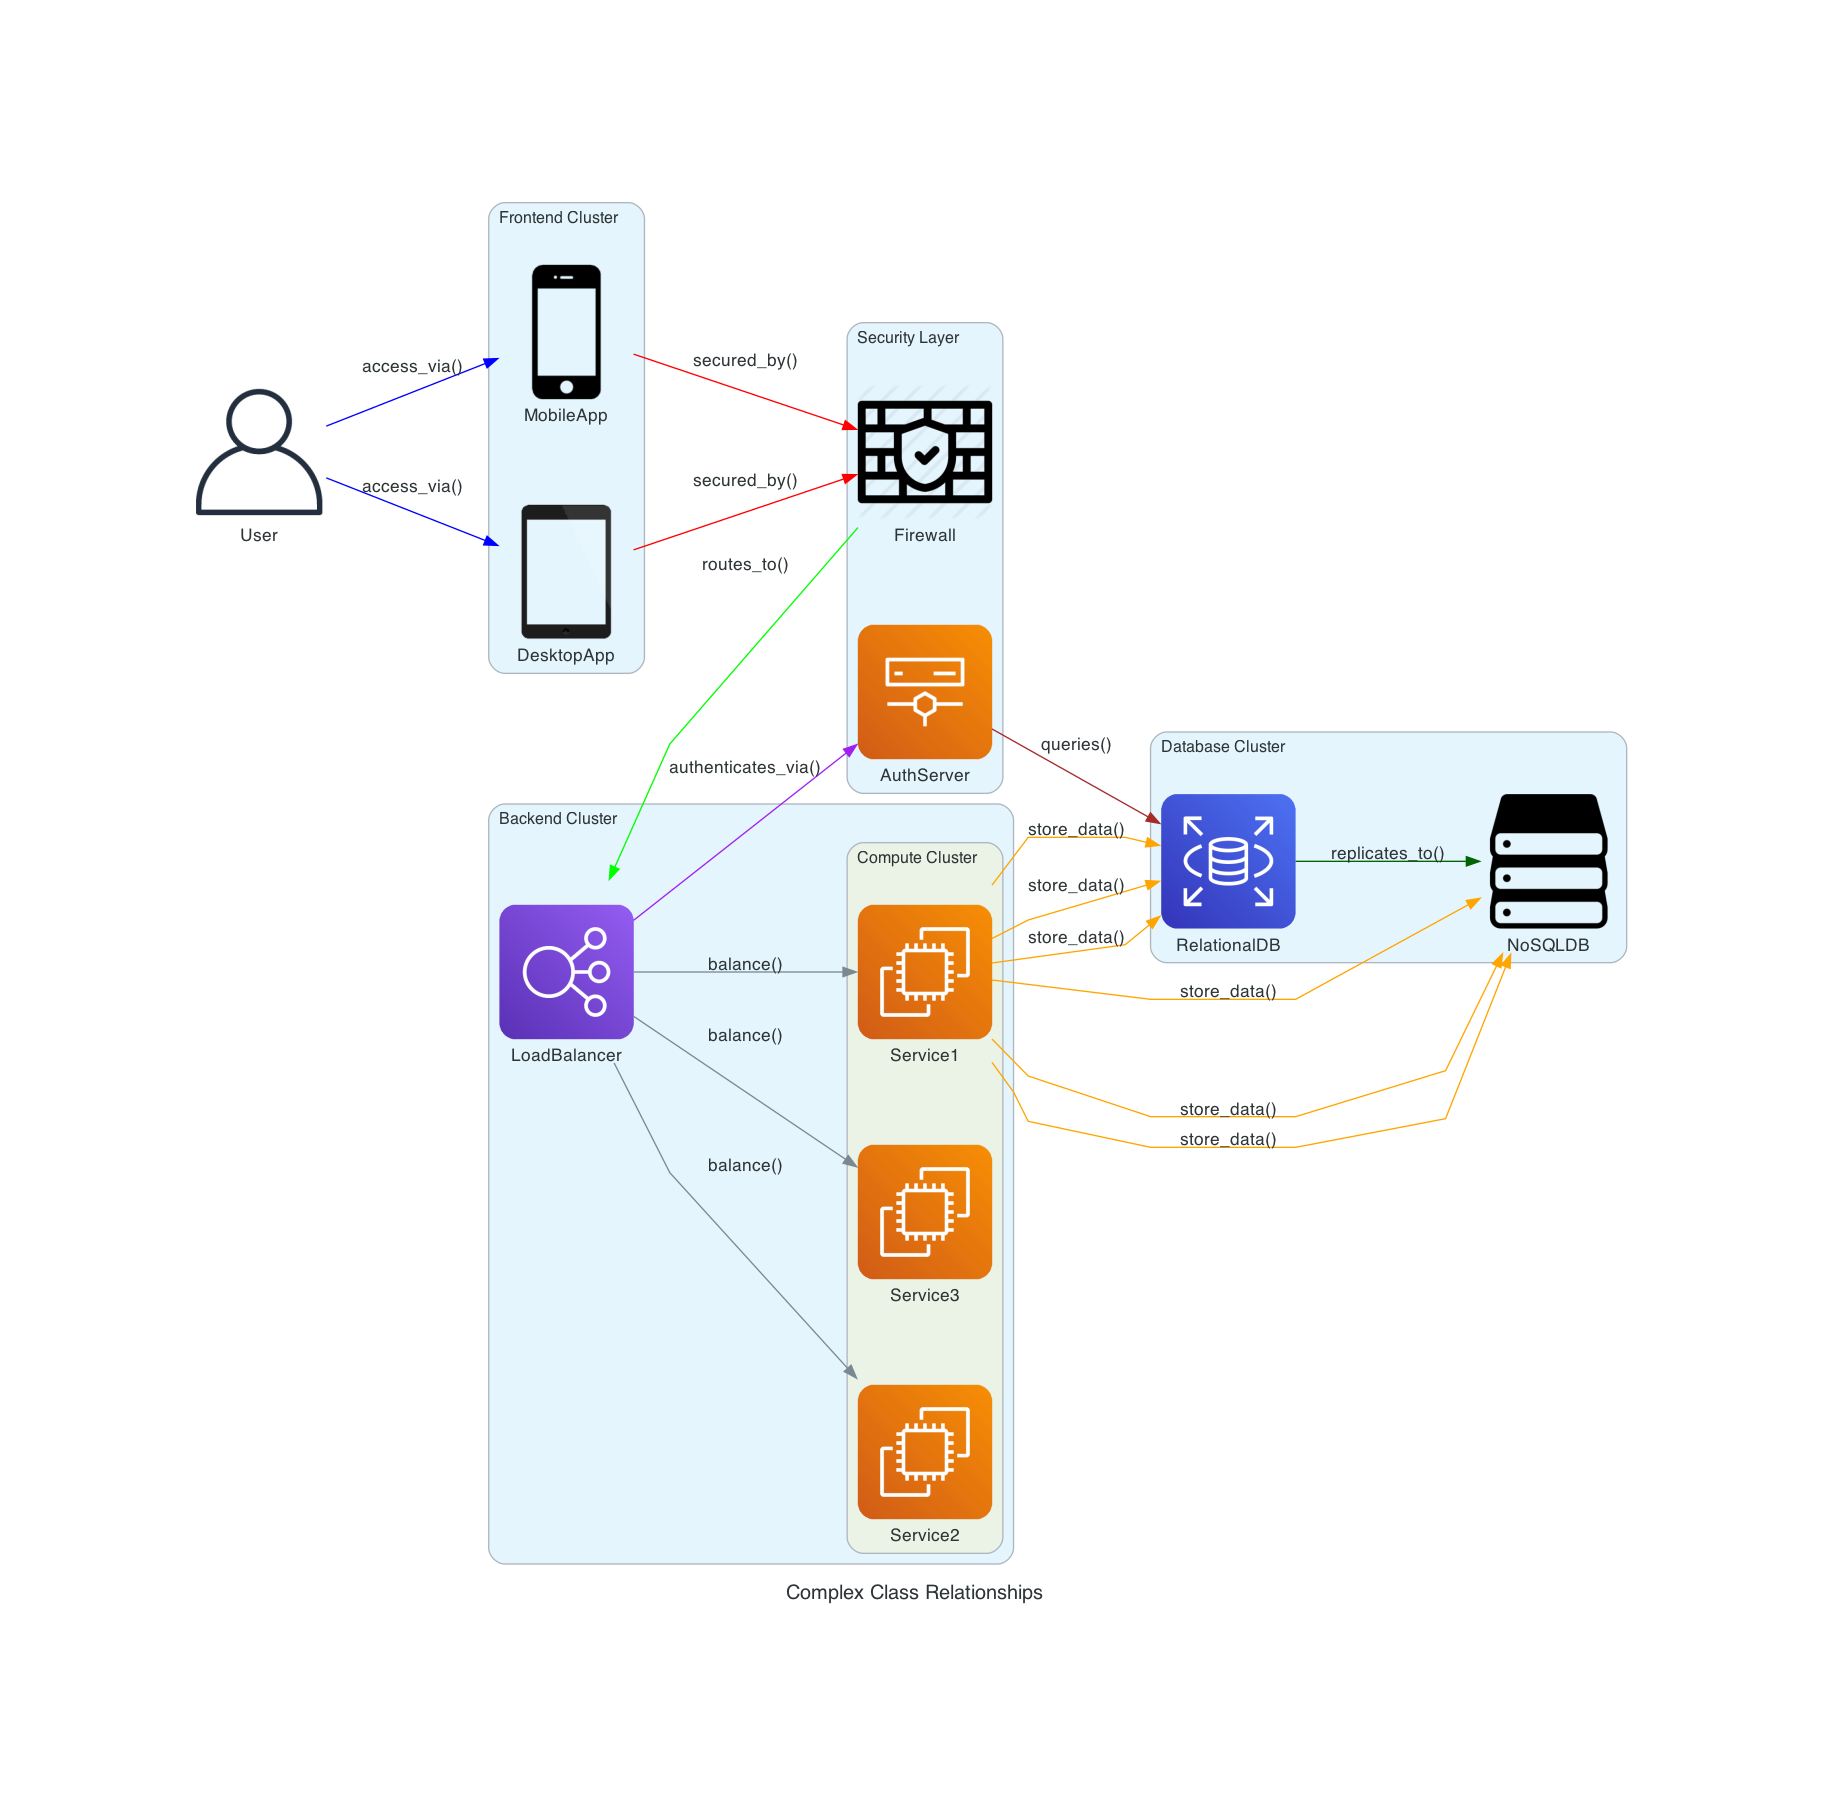 Frontend Cluster
MobileApp
DesktopApp
access_via()
access_via()
User
secured_by()
secured_by()
Security Layer
Firewall
routes_to()
AuthServer
authenticates_via()
queries()
Database Cluster
RelationalDB
replicates_to()
NoSQLDB
Backend Cluster
Compute Cluster
LoadBalancer
balance()
balance()
balance()
Service1
Service3
Service2
store_data()
store_data()
store_data()
store_data()
store_data()
store_data()
Complex Class Relationships